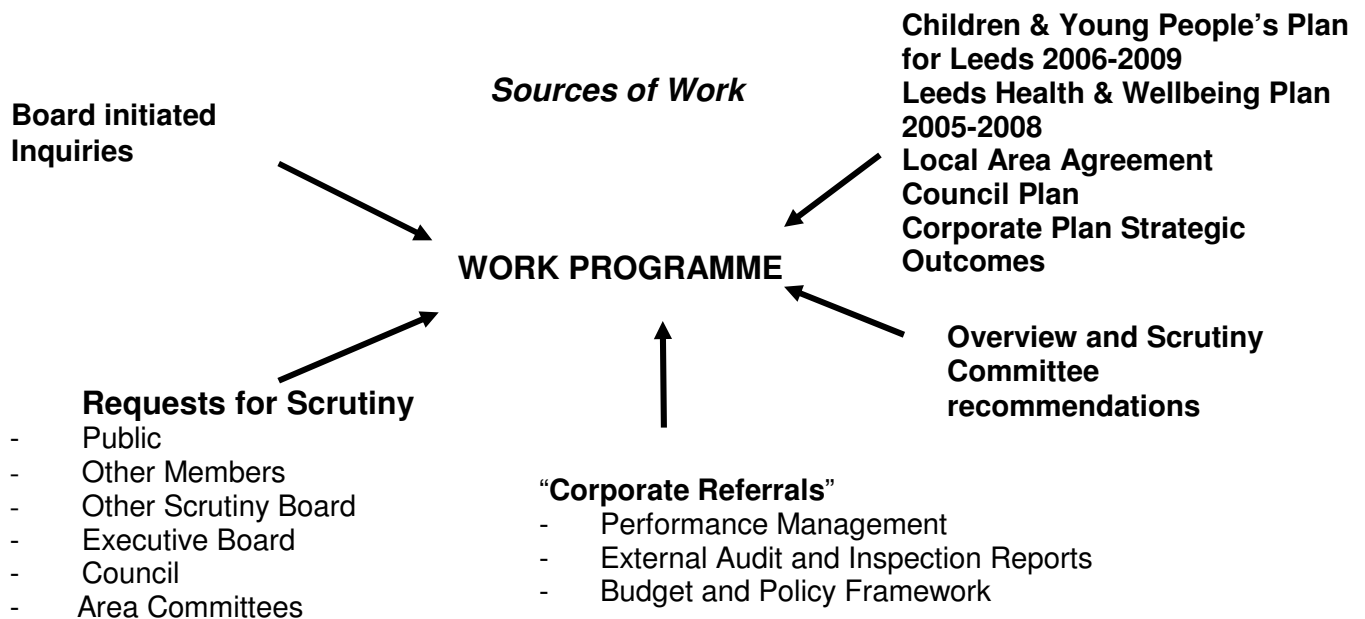 Sources of Work
Board initiated
Inquiries
Children & Young People’s Plan
for Leeds 2006-2009
Leeds Health & Wellbeing Plan
2005-2008
Local Area Agreement
Council Plan
Corporate Plan Strategic
Outcomes
WORK PROGRAMME
Overview and Scrutiny
Committee
recommendations
Requests for Scrutiny
- Public
- Other Members
- Other Scrutiny Board
- Executive Board
- Council
- Area Committees
“Corporate Referrals”
- Performance Management
- External Audit and Inspection Reports
- Budget and Policy Framework